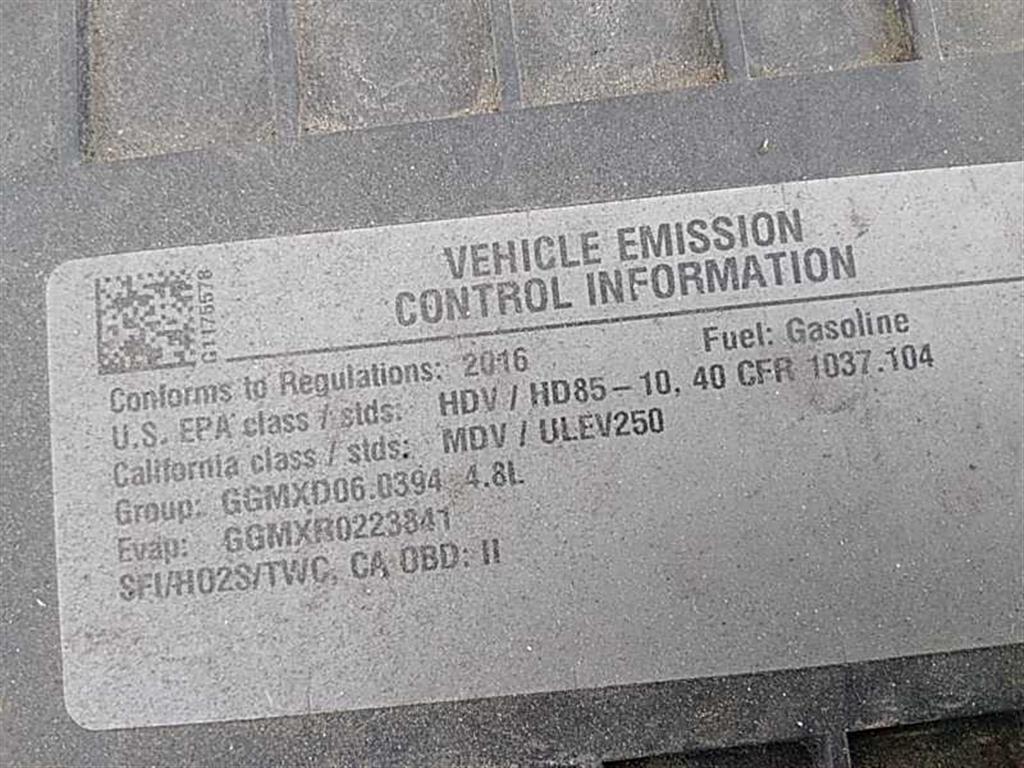 VEHICLE EMISSION
CONTROL INFORMATION
G1175578
Conforms to Regulations: 2016 Fuel: Gasoline
U.S. EPA class / stds: HDV / HD85-10, 40 CFR 1037.104
California class / stds: MDV / ULEV250
Group: GGMXD06.0394 4.8L
Evap: GGMXR0223841
SFI/HO2S/TWC, CA OBD: II